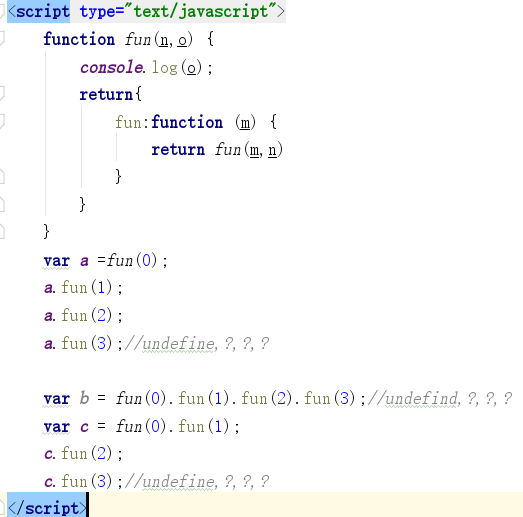 <script type="text/javascript">
    function fun(n,o) {
        console.log(o);
        return{
            fun:function (m) {
                return fun(m,n)
            }
        }
    }
    var a =fun(0);
    a.fun(1);
    a.fun(2);
    a.fun(3);//undefine,?,?,?

    var b = fun(0).fun(1).fun(2).fun(3);//undefind,?,?,?
    var c = fun(0).fun(1);
    c.fun(2);
    c.fun(3);//undefine,?,?,?
</script>